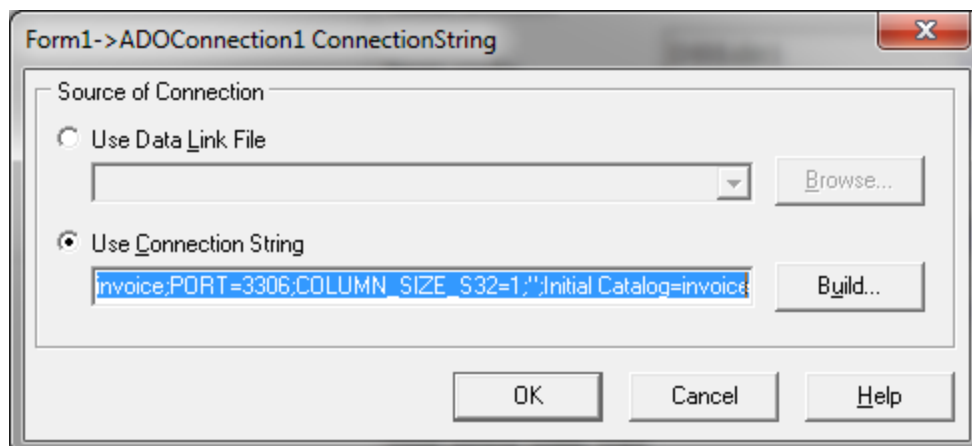 Form1->ADOConnection1 ConnectionString
Source of Connection
Use Data Link File
Browse...
Use Connection String
invoice;PORT=3306;COLUMN_SIZE_S32=1;";Initial Catalog=invoice
Build...
OK Cancel Help